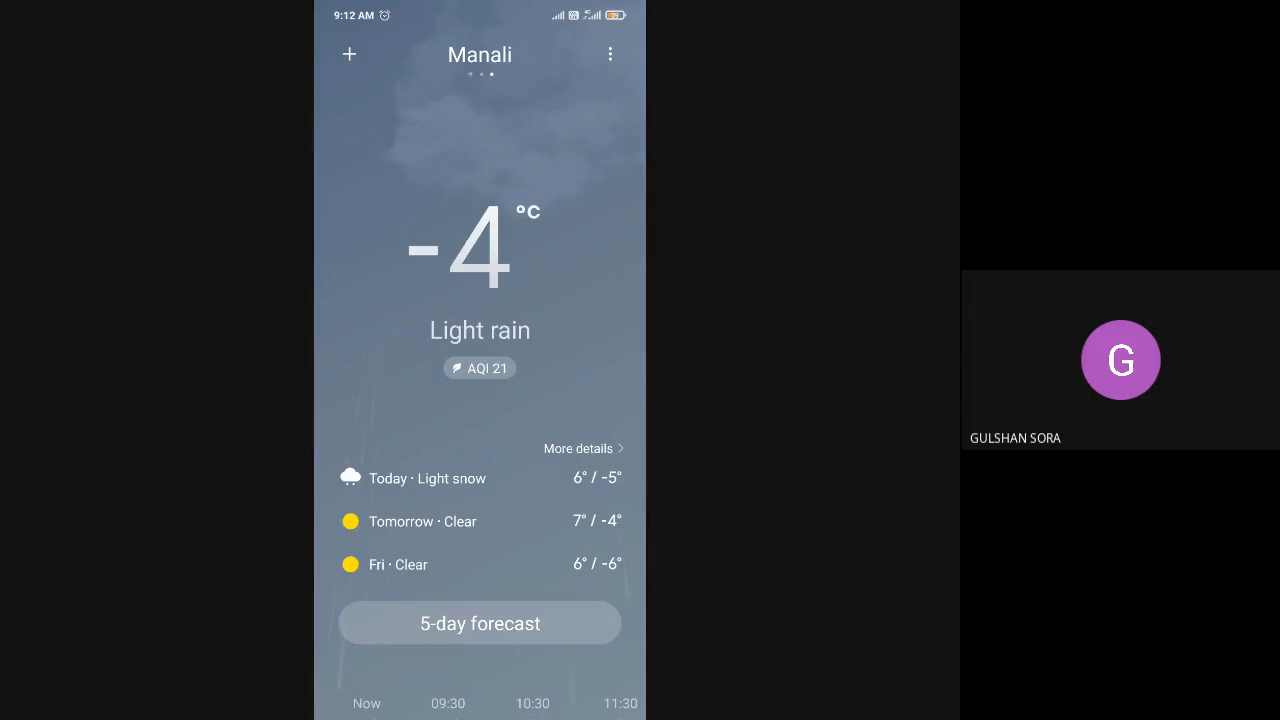 9:12 AM
Manali
-4 °C
Light rain
AQI 21
More details
Today · Light snow 6° / -5°
Tomorrow · Clear 7° / -4°
Fri · Clear 6° / -6°
5-day forecast
Now 09:30 10:30 11:30
G
GULSHAN SORA